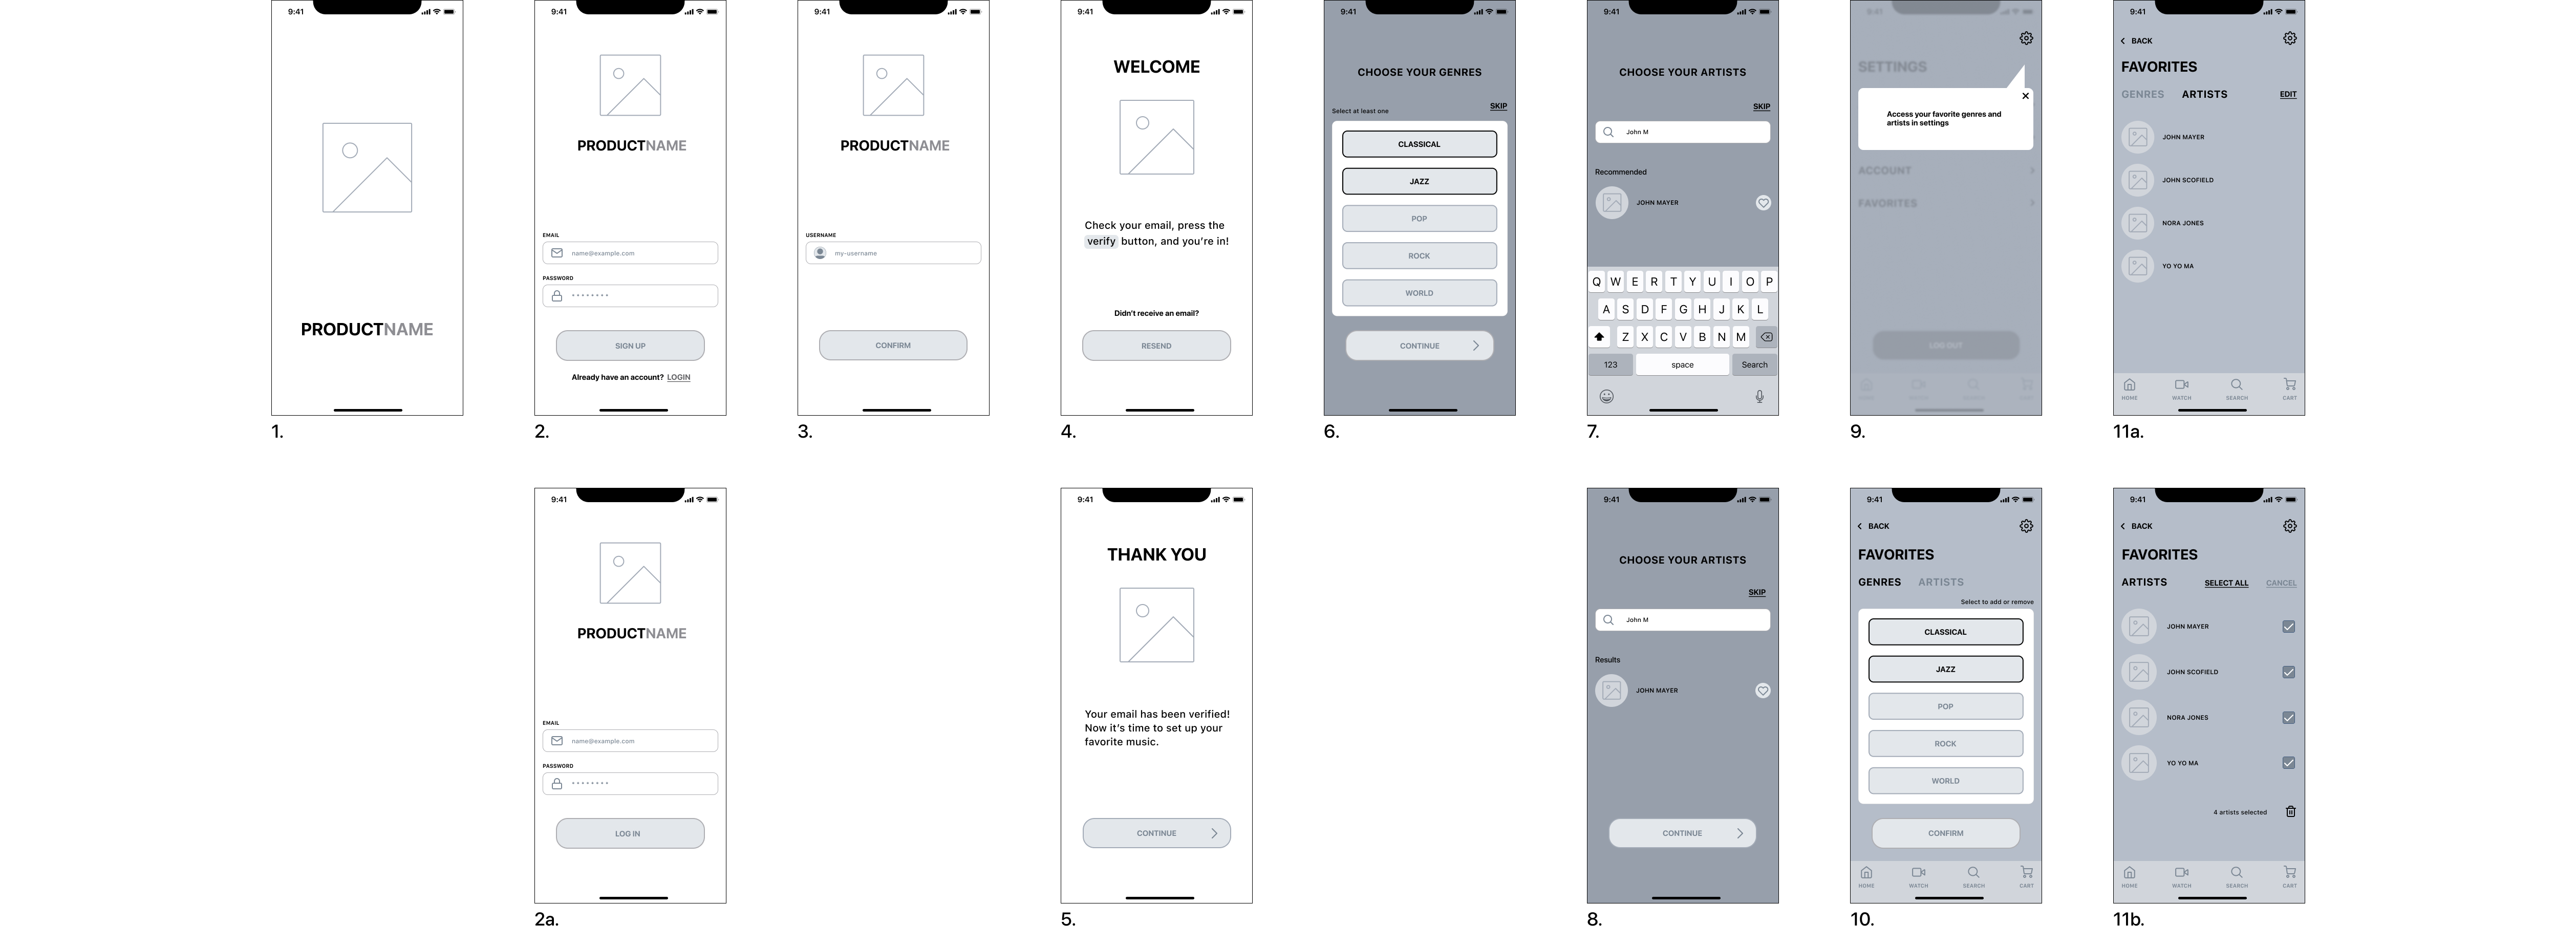 9:41
PRODUCTNAME
1.
9:41
PRODUCTNAME
EMAIL
name@example.com
PASSWORD
SIGN UP
Already have an account? LOGIN
2.
9:41
PRODUCTNAME
USERNAME
my-username
CONFIRM
3.
9:41
WELCOME
Check your email, press the
verify button, and you're in!
Didn't receive an email?
RESEND
4.
9:41
CHOOSE YOUR GENRES
SKIP
Select at least one
CLASSICAL
JAZZ
POP
ROCK
WORLD
CONTINUE
6.
9:41
CHOOSE YOUR ARTISTS
SKIP
John M
Recommended
JOHN MAYER
Q W E R T Y U I O P
A S D F G H J K L
Z X C V B N M
123 space Search
7.
9:41
SETTINGS
Access your favorite genres and
artists in settings
ACCOUNT
FAVORITES
LOG OUT
9.
9:41
BACK
FAVORITES
GENRES ARTISTS EDIT
JOHN MAYER
JOHN SCOFIELD
NORA JONES
YO YO MA
HOME WATCH SEARCH CART
11a.
9:41
PRODUCTNAME
EMAIL
name@example.com
PASSWORD
LOG IN
2a.
9:41
THANK YOU
Your email has been verified!
Now it's time to set up your
favorite music.
CONTINUE
5.
9:41
CHOOSE YOUR ARTISTS
SKIP
John M
Results
JOHN MAYER
CONTINUE
8.
9:41
BACK
FAVORITES
GENRES ARTISTS
Select to add or remove
CLASSICAL
JAZZ
POP
ROCK
WORLD
CONFIRM
HOME WATCH SEARCH CART
10.
9:41
BACK
FAVORITES
ARTISTS SELECT ALL CANCEL
JOHN MAYER
JOHN SCOFIELD
NORA JONES
YO YO MA
4 artists selected
HOME WATCH SEARCH CART
11b.